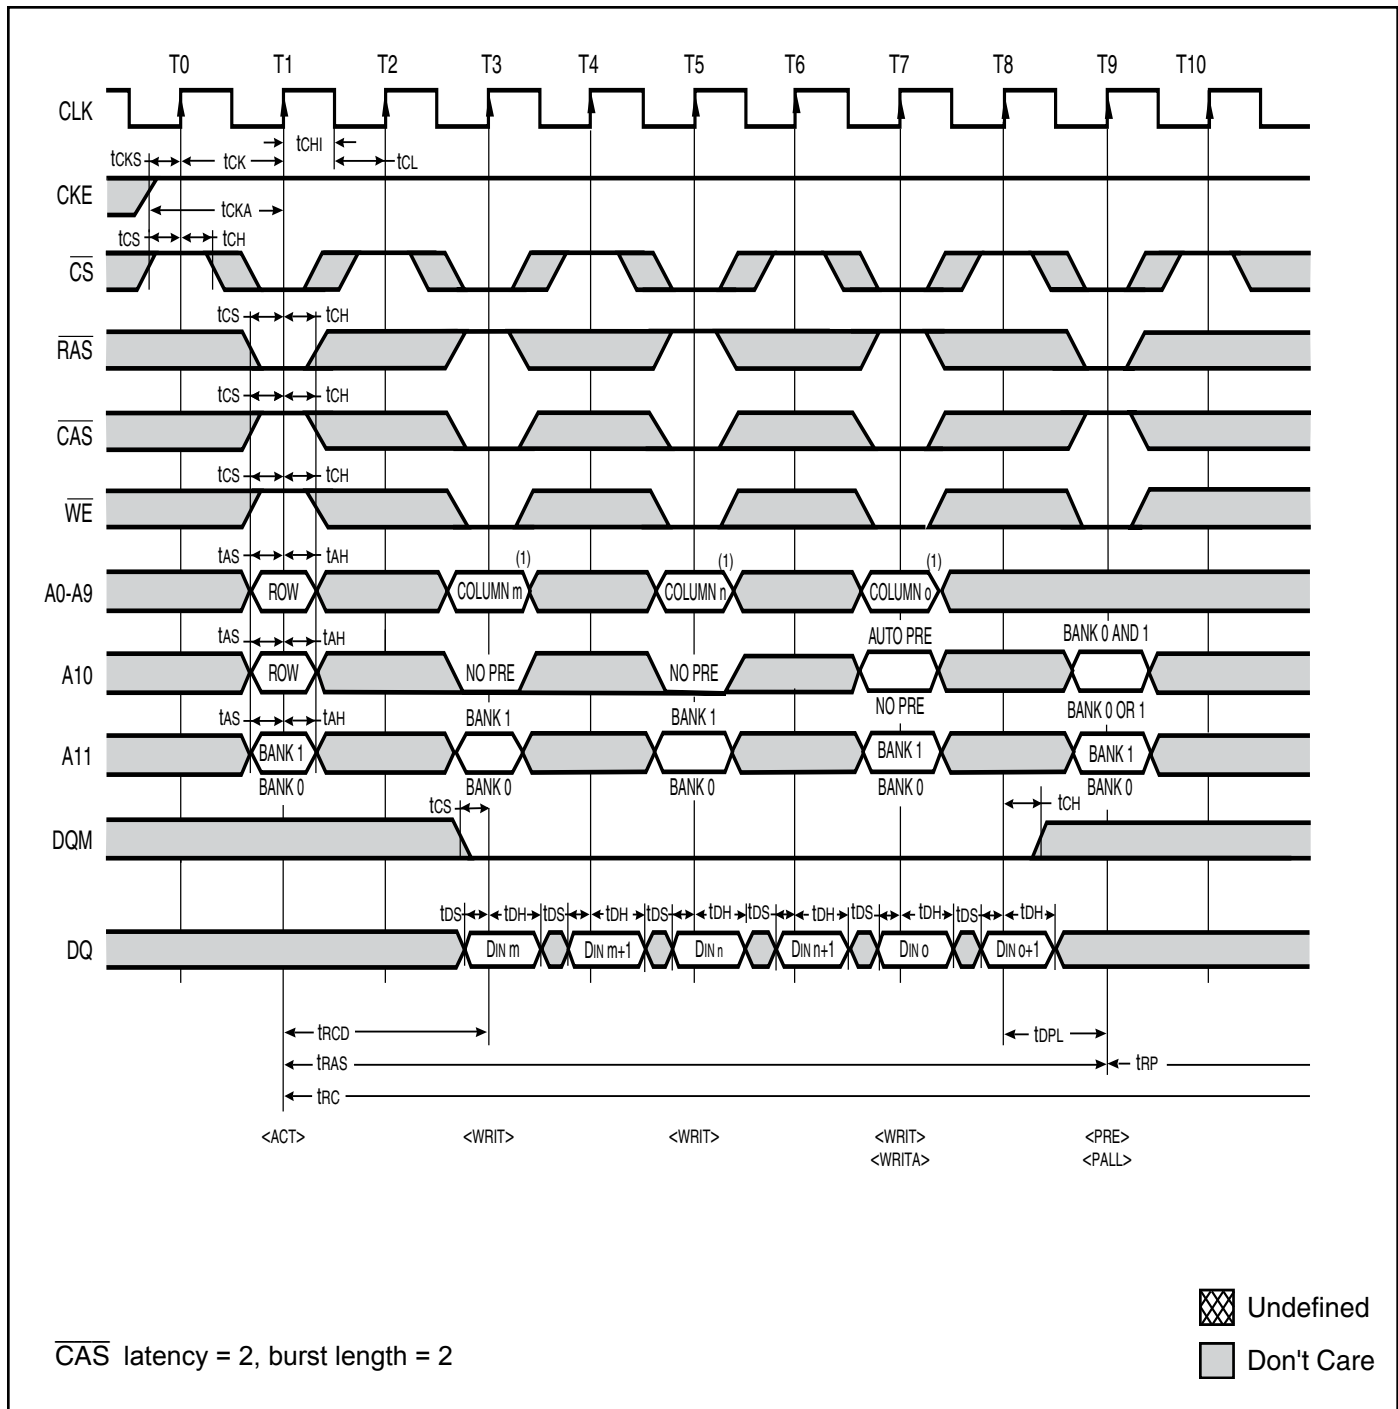 T0 T1 T2 T3 T4 T5 T6 T7 T8 T9 T10
CLK
tCHI
tCKS tCK tCL
CKE
tCKA
tCS tCH
CS
tCS tCH
RAS
tCS tCH
CAS
tCS tCH
WE
tAS tAH (1) (1) (1)
A0-A9 ROW COLUMN m COLUMN n COLUMN o
tAS tAH AUTO PRE BANK 0 AND 1
A10 ROW NO PRE NO PRE
NO PRE BANK 0 OR 1
tAS tAH BANK 1 BANK 1
A11 BANK 1 BANK 1 BANK 1
BANK 0 BANK 0 BANK 0 BANK 0 BANK 0
tCS tCH
DQM
tDS tDH tDS tDH tDS tDH tDS tDH tDS tDH tDS tDH
DQ DIN m DIN m+1 DIN n DIN n+1 DIN o DIN o+1
tRCD tDPL
tRAS tRP
tRC
<ACT> <WRIT> <WRIT> <WRIT> <PRE>
<WRITA> <PALL>
Undefined
CAS latency = 2, burst length = 2 Don't Care